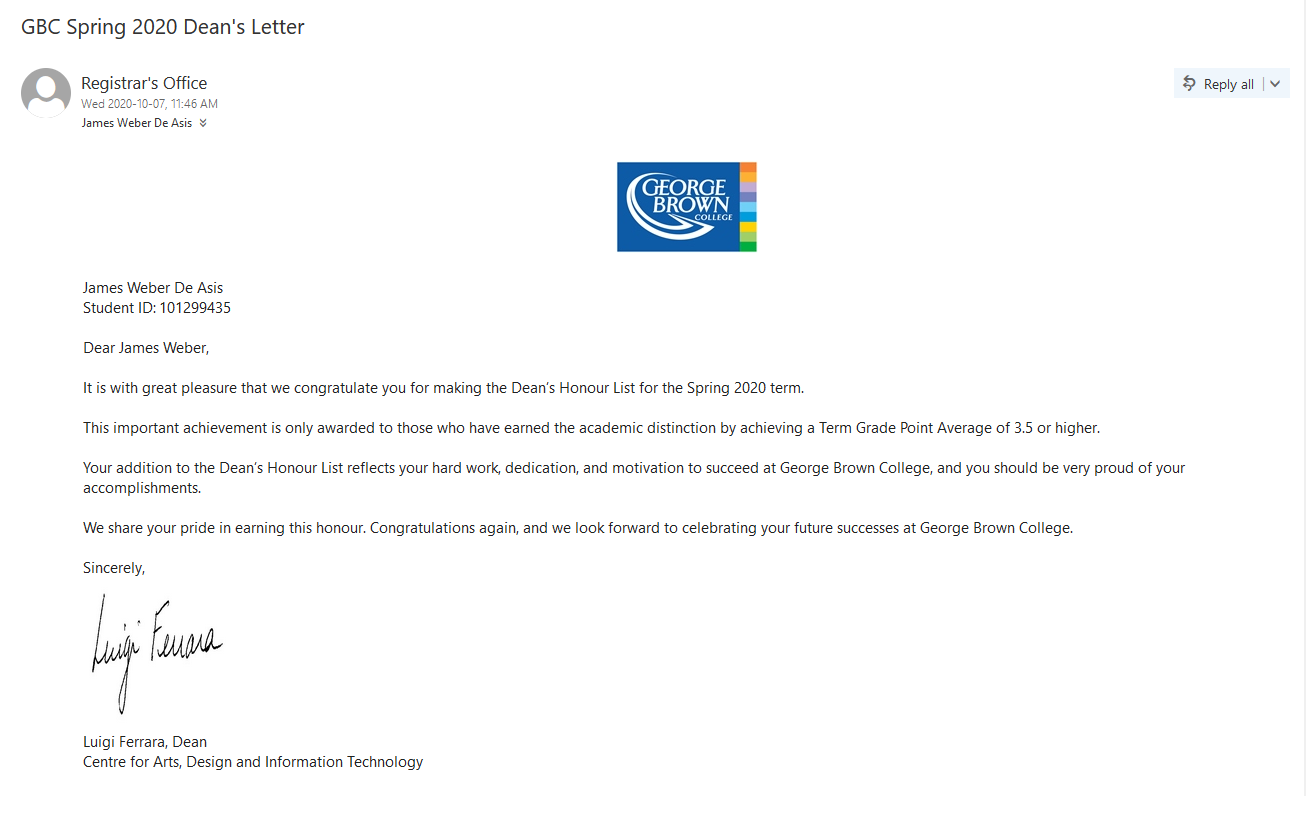 GBC Spring 2020 Dean's Letter
Registrar's Office
Wed 2020-10-07, 11:46 AM
James Weber De Asis
Reply all
GEORGE
BROWN
COLLEGE
James Weber De Asis
Student ID: 101299435
Dear James Weber,
It is with great pleasure that we congratulate you for making the Dean’s Honour List for the Spring 2020 term.
This important achievement is only awarded to those who have earned the academic distinction by achieving a Term Grade Point Average of 3.5 or higher.
Your addition to the Dean’s Honour List reflects your hard work, dedication, and motivation to succeed at George Brown College, and you should be very proud of your
accomplishments.
We share your pride in earning this honour. Congratulations again, and we look forward to celebrating your future successes at George Brown College.
Sincerely,
Luigi Ferrara
Luigi Ferrara, Dean
Centre for Arts, Design and Information Technology